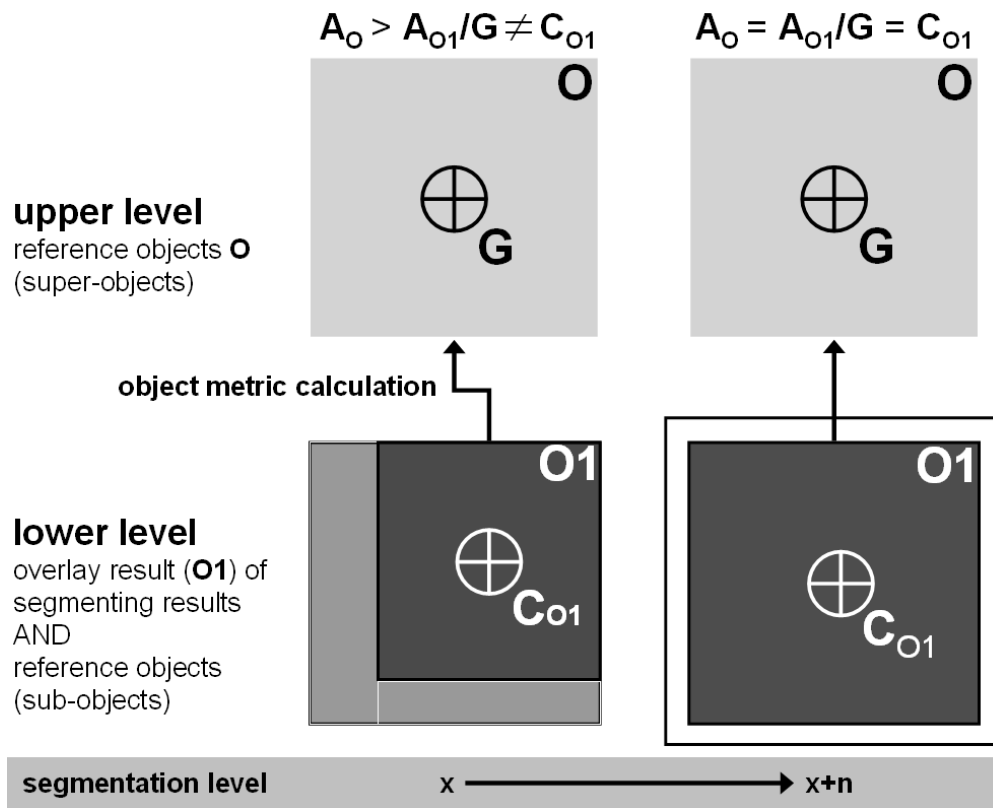 A_O > A_O1/G ≠ C_O1
A_O = A_O1/G = C_O1
O
O
G
G
upper level
reference objects O
(super-objects)
object metric calculation
O1
O1
C_O1
C_O1
lower level
overlay result (O1) of
segmenting results
AND
reference objects
(sub-objects)
segmentation level x x+n